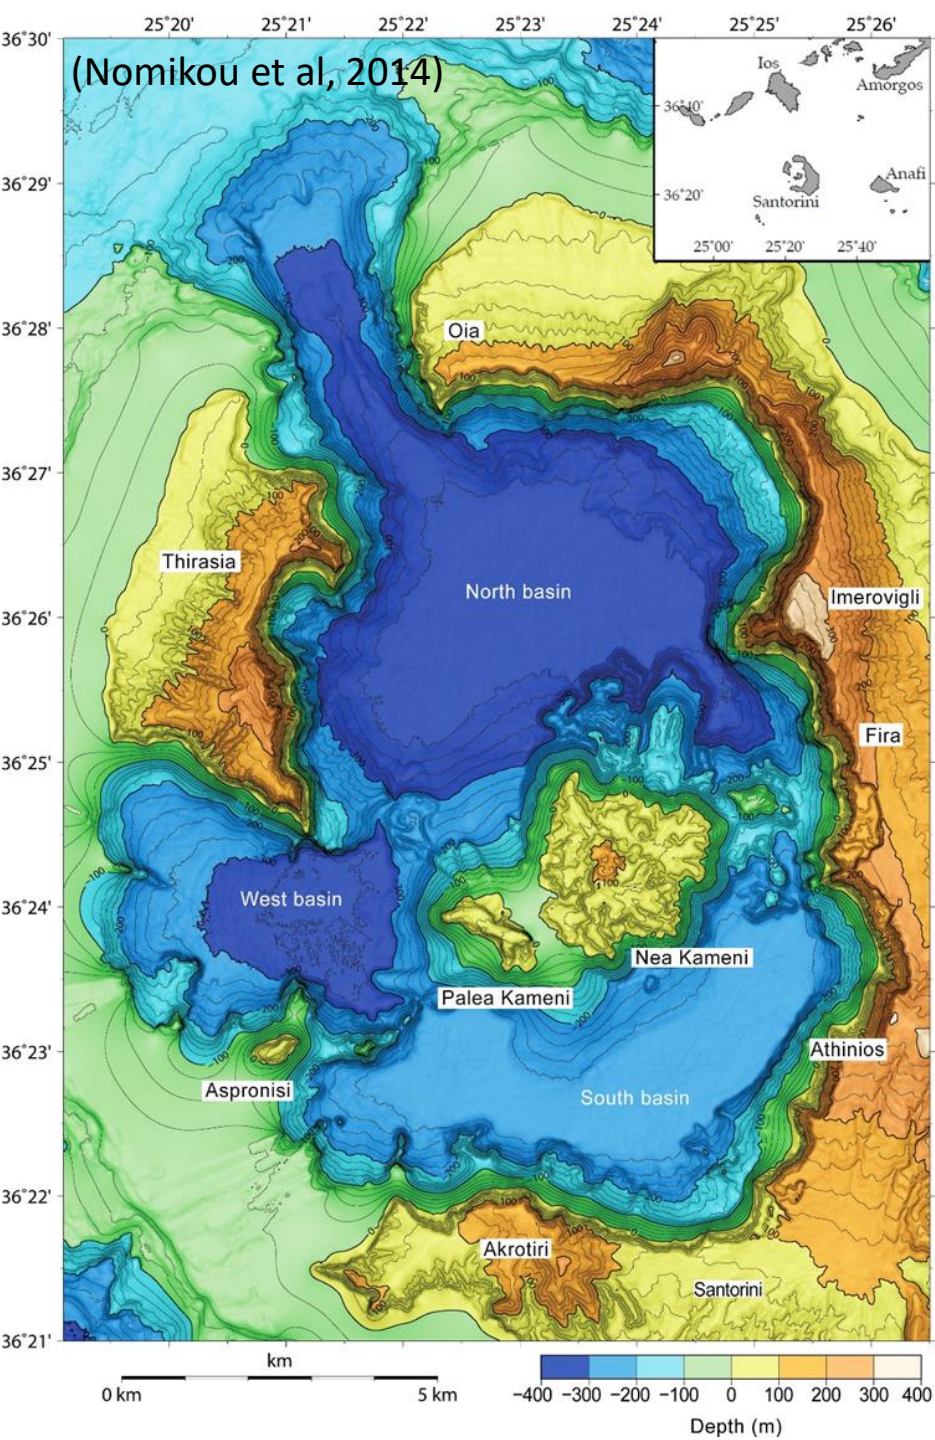 25°20' 25°21' 25°22' 25°23' 25°24' 25°25' 25°26'
36°30'
(Nomikou et al, 2014)
Ios
Amorgos
36°40'
36°29'
Anafi
36°20'
Santorini
25°00' 25°20' 25°40'
36°28'
Oia
36°27'
Thirasia
North basin
Imerovigli
36°26'
Fira
36°25'
West basin
36°24'
Nea Kameni
Palea Kameni
36°23'
Athinios
Aspronisi
South basin
36°22'
Akrotiri
Santorini
36°21'
km
0 km 5 km
−400 −300 −200 −100 0 100 200 300 400
Depth (m)